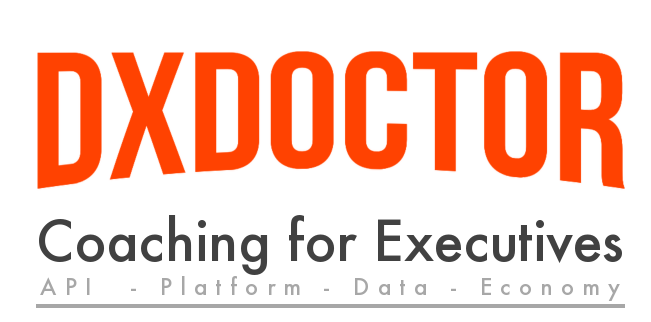 DXDOCTOR
Coaching for Executives
API - Platform - Data - Economy